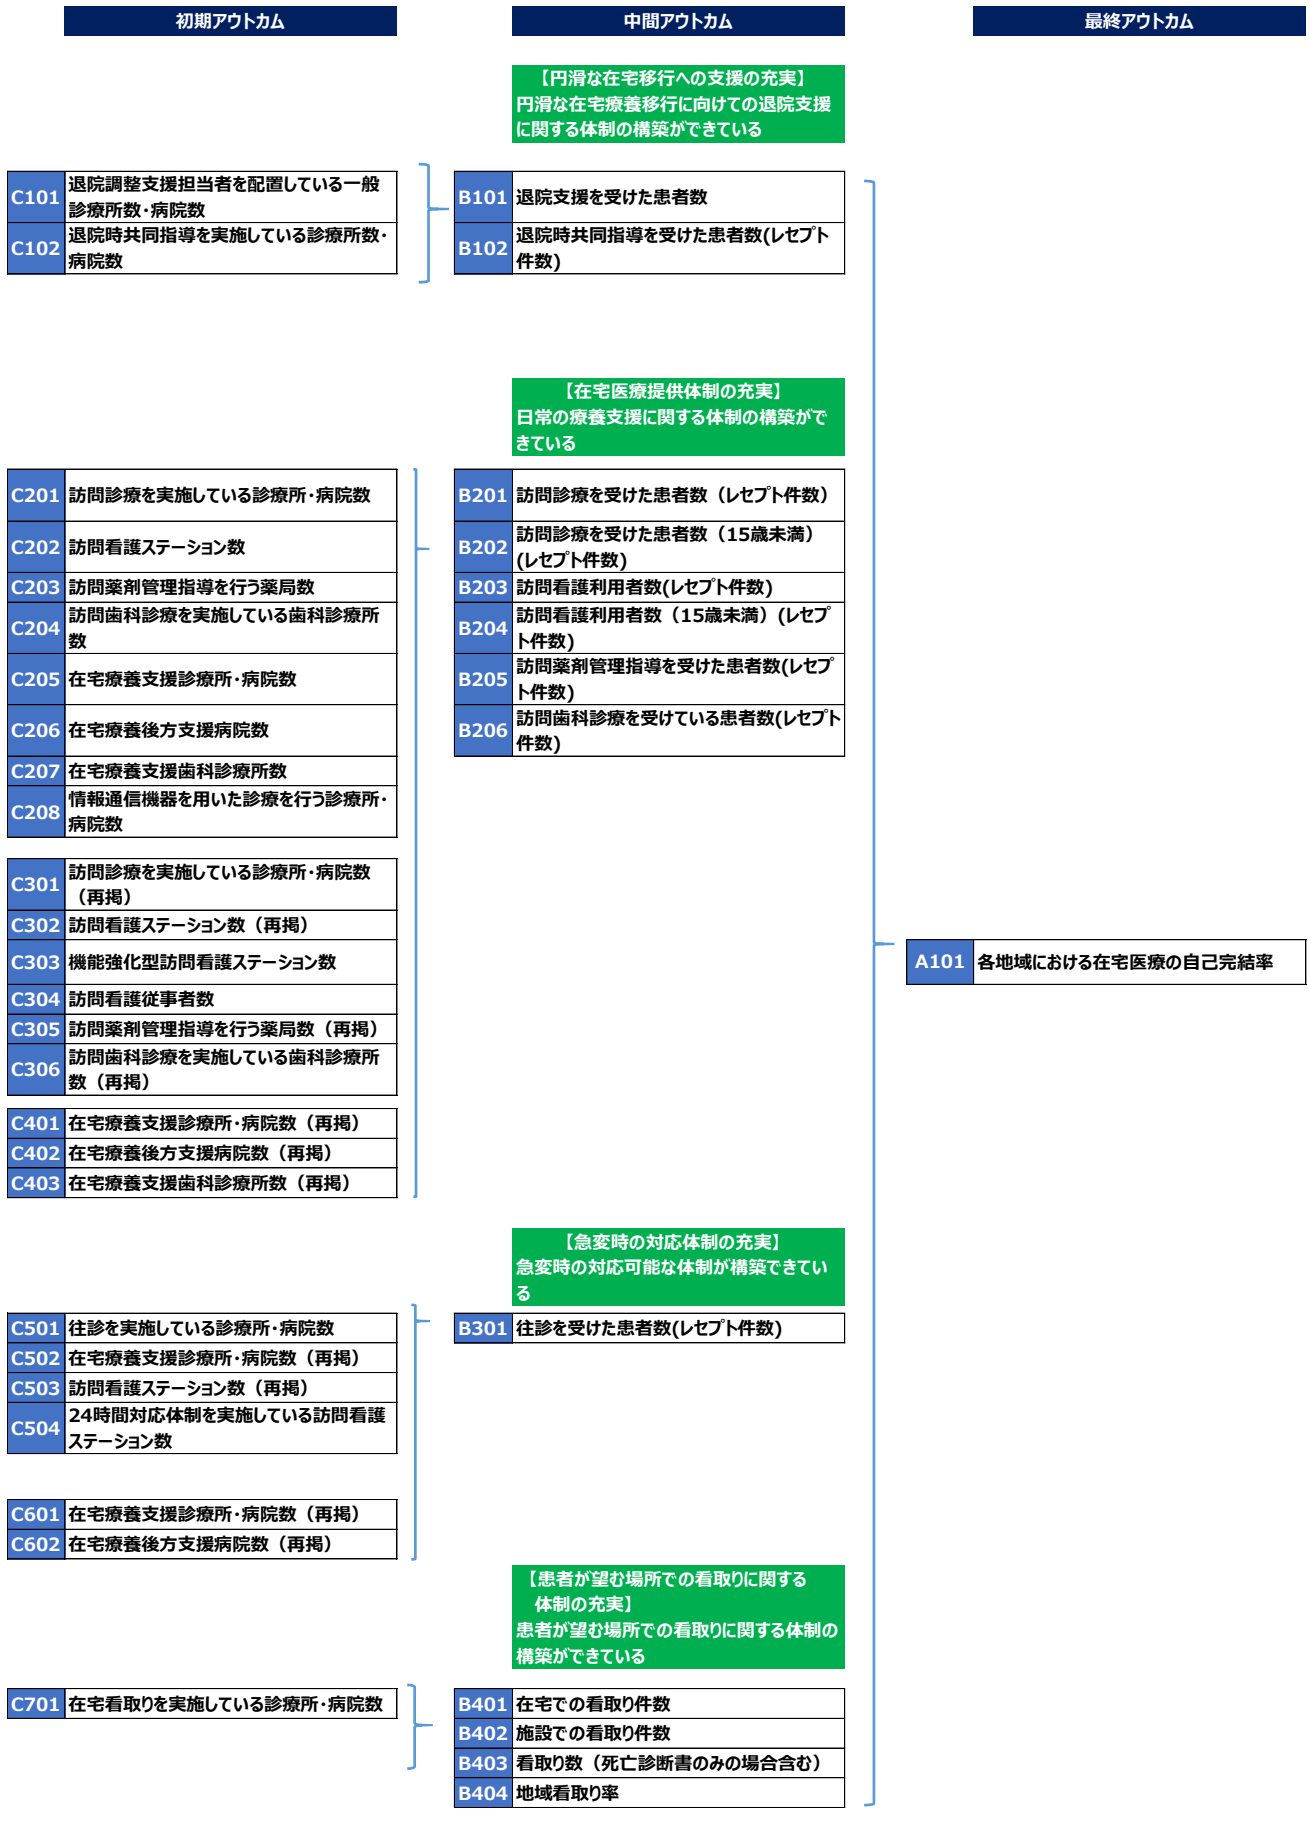 初期アウトカム
中間アウトカム
最終アウトカム
【円滑な在宅移行への支援の充実】
円滑な在宅療養移行に向けての退院支援
に関する体制の構築ができている
C101
退院調整支援担当者を配置している一般
診療所数・病院数
C102
退院時共同指導を実施している診療所数・
病院数
B101
退院支援を受けた患者数
B102
退院時共同指導を受けた患者数(レセプト
件数)
【在宅医療提供体制の充実】
日常の療養支援に関する体制の構築がで
きている
C201
訪問診療を実施している診療所・病院数
C202
訪問看護ステーション数
C203
訪問薬剤管理指導を行う薬局数
C204
訪問歯科診療を実施している歯科診療所
数
C205
在宅療養支援診療所・病院数
C206
在宅療養後方支援病院数
C207
在宅療養支援歯科診療所数
C208
情報通信機器を用いた診療を行う診療所・
病院数
B201
訪問診療を受けた患者数（レセプト件数）
B202
訪問診療を受けた患者数（15歳未満）
(レセプト件数)
B203
訪問看護利用者数(レセプト件数)
B204
訪問看護利用者数（15歳未満）(レセプ
ト件数)
B205
訪問薬剤管理指導を受けた患者数(レセプ
ト件数)
B206
訪問歯科診療を受けている患者数(レセプト
件数)
C301
訪問診療を実施している診療所・病院数
（再掲）
C302
訪問看護ステーション数（再掲）
C303
機能強化型訪問看護ステーション数
C304
訪問看護従事者数
C305
訪問薬剤管理指導を行う薬局数（再掲）
C306
訪問歯科診療を実施している歯科診療所
数（再掲）
A101
各地域における在宅医療の自己完結率
C401
在宅療養支援診療所・病院数（再掲）
C402
在宅療養後方支援病院数（再掲）
C403
在宅療養支援歯科診療所数（再掲）
【急変時の対応体制の充実】
急変時の対応可能な体制が構築できてい
る
C501
往診を実施している診療所・病院数
C502
在宅療養支援診療所・病院数（再掲）
C503
訪問看護ステーション数（再掲）
C504
24時間対応体制を実施している訪問看護
ステーション数
B301
往診を受けた患者数(レセプト件数)
C601
在宅療養支援診療所・病院数（再掲）
C602
在宅療養後方支援病院数（再掲）
【患者が望む場所での看取りに関する
体制の充実】
患者が望む場所での看取りに関する体制の
構築ができている
C701
在宅看取りを実施している診療所・病院数
B401
在宅での看取り件数
B402
施設での看取り件数
B403
看取り数（死亡診断書のみの場合含む）
B404
地域看取り率